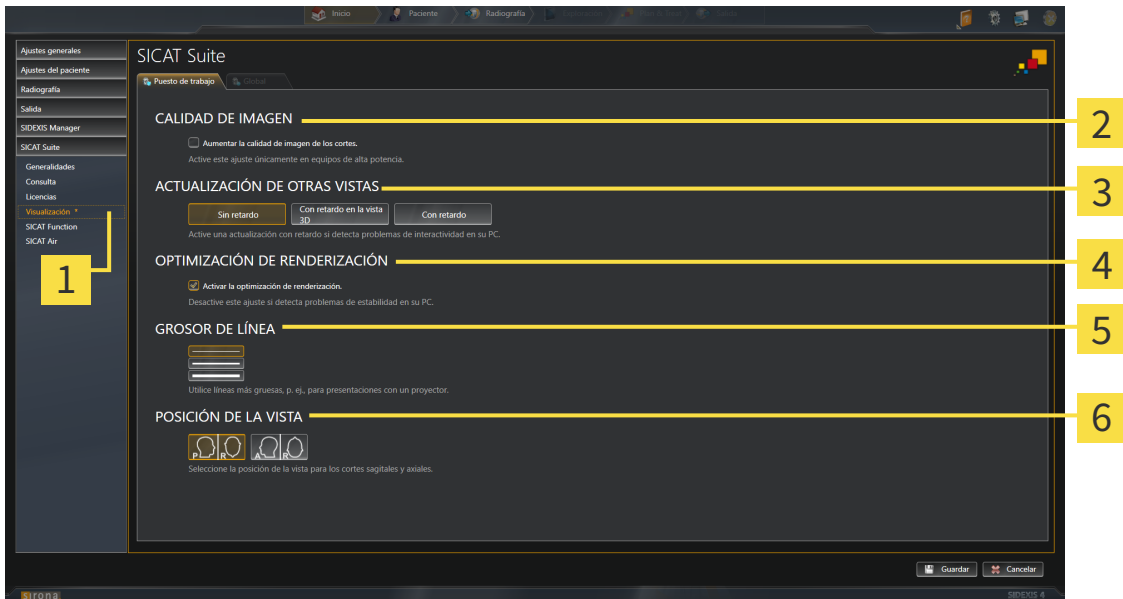 Inicio
Paciente
Radiografía
SICAT Suite
Puesto de trabajo
Global
Ajustes generales
Ajustes del paciente
Radiografía
Salida
SIDEXIS Manager
SICAT Suite
Generalidades
Consulta
Licencias
Visualización *
SICAT Function
SICAT Air
1
CALIDAD DE IMAGEN
2
Aumentar la calidad de imagen de los cortes.
Active este ajuste únicamente en equipos de alta potencia.
ACTUALIZACIÓN DE OTRAS VISTAS
3
Sin retardo
Con retardo en la vista
3D
Con retardo
Active una actualización con retardo si detecta problemas de interactividad en su PC.
OPTIMIZACIÓN DE RENDERIZACIÓN
4
Activar la optimización de renderización.
Desactive este ajuste si detecta problemas de estabilidad en su PC.
GROSOR DE LÍNEA
5
Utilice líneas más gruesas, p. ej., para presentaciones con un proyector.
POSICIÓN DE LA VISTA
6
P R A R
Seleccione la posición de la vista para los cortes sagitales y axiales.
Guardar
Cancelar
sirona
SIDEXIS 4